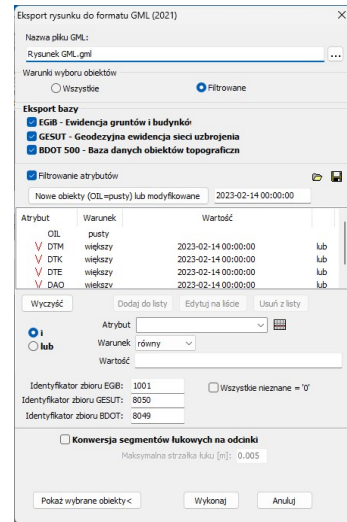 Eksport rysunku do formatu GML (2021)
Nazwa pliku GML:
Rysunek GML.gml
...
Warunki wyboru obiektów
Wszystkie
Filtrowane
Eksport bazy
EGiB - Ewidencja gruntów i budynków
GESUT - Geodezyjna ewidencja sieci uzbrojenia
BDOT 500 - Baza danych obiektów topograficzn
Filtrowanie atrybutów
Nowe obiekty (OIL=pusty) lub modyfikowane 2023-02-14 00:00:00
Atrybut Warunek Wartość
OIL pusty
DTM większy 2023-02-14 00:00:00 lub
DTK większy 2023-02-14 00:00:00 lub
DTE większy 2023-02-14 00:00:00 lub
DAO większy 2023-02-14 00:00:00 lub
Wyczyść Dodaj do listy Edytuj na liście Usuń z listy
i
lub
Atrybut
Warunek równy
Wartość
Identyfikator zbioru EGiB: 1001 Wszystkie nieznane = '0'
Identyfikator zbioru GESUT: 8050
Identyfikator zbioru BDOT: 8049
Konwersja segmentów łukowych na odcinki
Maksymalna strzałka łuku [m]: 0.005
Pokaż wybrane obiekty< Wykonaj Anuluj